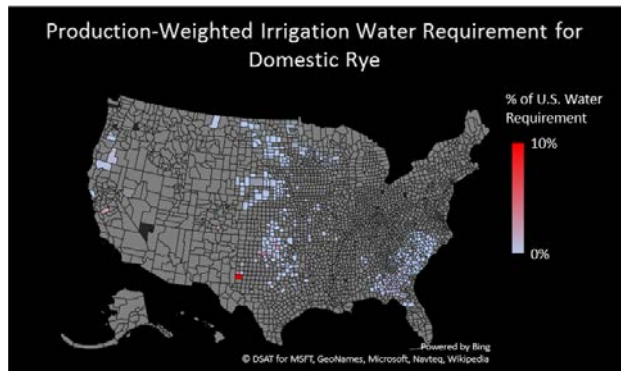 Production-Weighted Irrigation Water Requirement for
Domestic Rye
% of U.S. Water
Requirement
10%
0%
Powered by Bing
© DSAT for MSFT, GeoNames, Microsoft, Navteq, Wikipedia